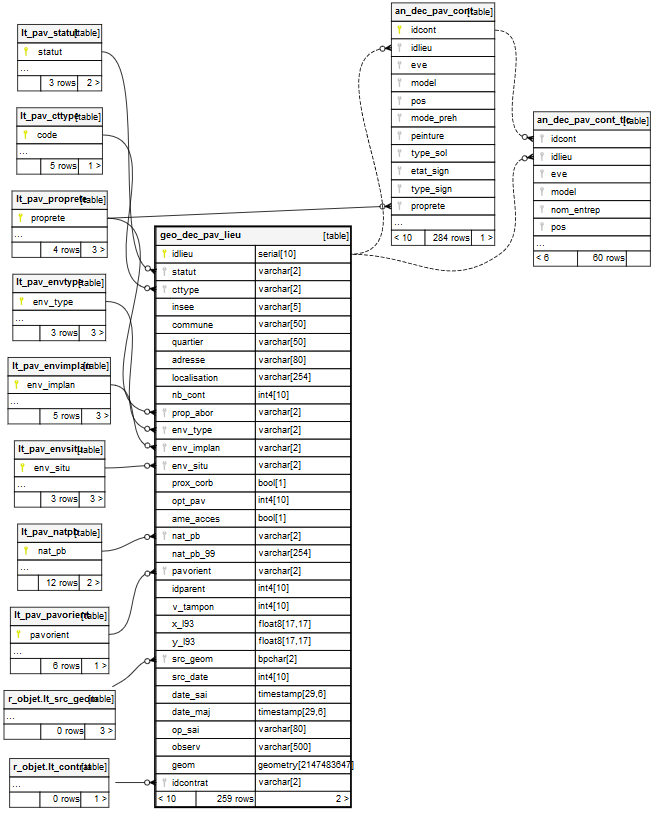 lt_pav_statut [table]
statut
...
3 rows 2 >
lt_pav_cttype [table]
code
...
5 rows 1 >
lt_pav_proprete [table]
proprete
...
4 rows 3 >
lt_pav_envtype [table]
env_type
...
3 rows 3 >
lt_pav_envimplan [table]
env_implan
...
5 rows 3 >
lt_pav_envsitu [table]
env_situ
...
3 rows 3 >
lt_pav_natpb [table]
nat_pb
...
12 rows 2 >
lt_pav_pavorient [table]
pavorient
...
6 rows 1 >
r_objet.lt_src_geom [table]
...
0 rows 3 >
r_objet.lt_contrat [table]
...
0 rows 1 >
geo_dec_pav_lieu [table]
idlieu serial[10]
statut varchar[2]
cttype varchar[2]
insee varchar[5]
commune varchar[50]
quartier varchar[50]
adresse varchar[80]
localisation varchar[254]
nb_cont int4[10]
prop_abor varchar[2]
env_type varchar[2]
env_implan varchar[2]
env_situ varchar[2]
prox_corb bool[1]
opt_pav int4[10]
ame_acces bool[1]
nat_pb varchar[2]
nat_pb_99 varchar[254]
pavorient varchar[2]
idparent int4[10]
v_tampon int4[10]
x_l93 float8[17,17]
y_l93 float8[17,17]
src_geom bpchar[2]
src_date int4[10]
date_sai timestamp[29,6]
date_maj timestamp[29,6]
op_sai varchar[80]
observ varchar[500]
geom geometry[2147483647]
idcontrat varchar[2]
< 10 259 rows 2 >
an_dec_pav_cont [table]
idcont
idlieu
eve
model
pos
mode_preh
peinture
type_sol
etat_sign
type_sign
proprete
...
< 10 284 rows 1 >
an_dec_pav_cont_tlc [table]
idcont
idlieu
eve
model
nom_entrep
pos
...
< 6 60 rows